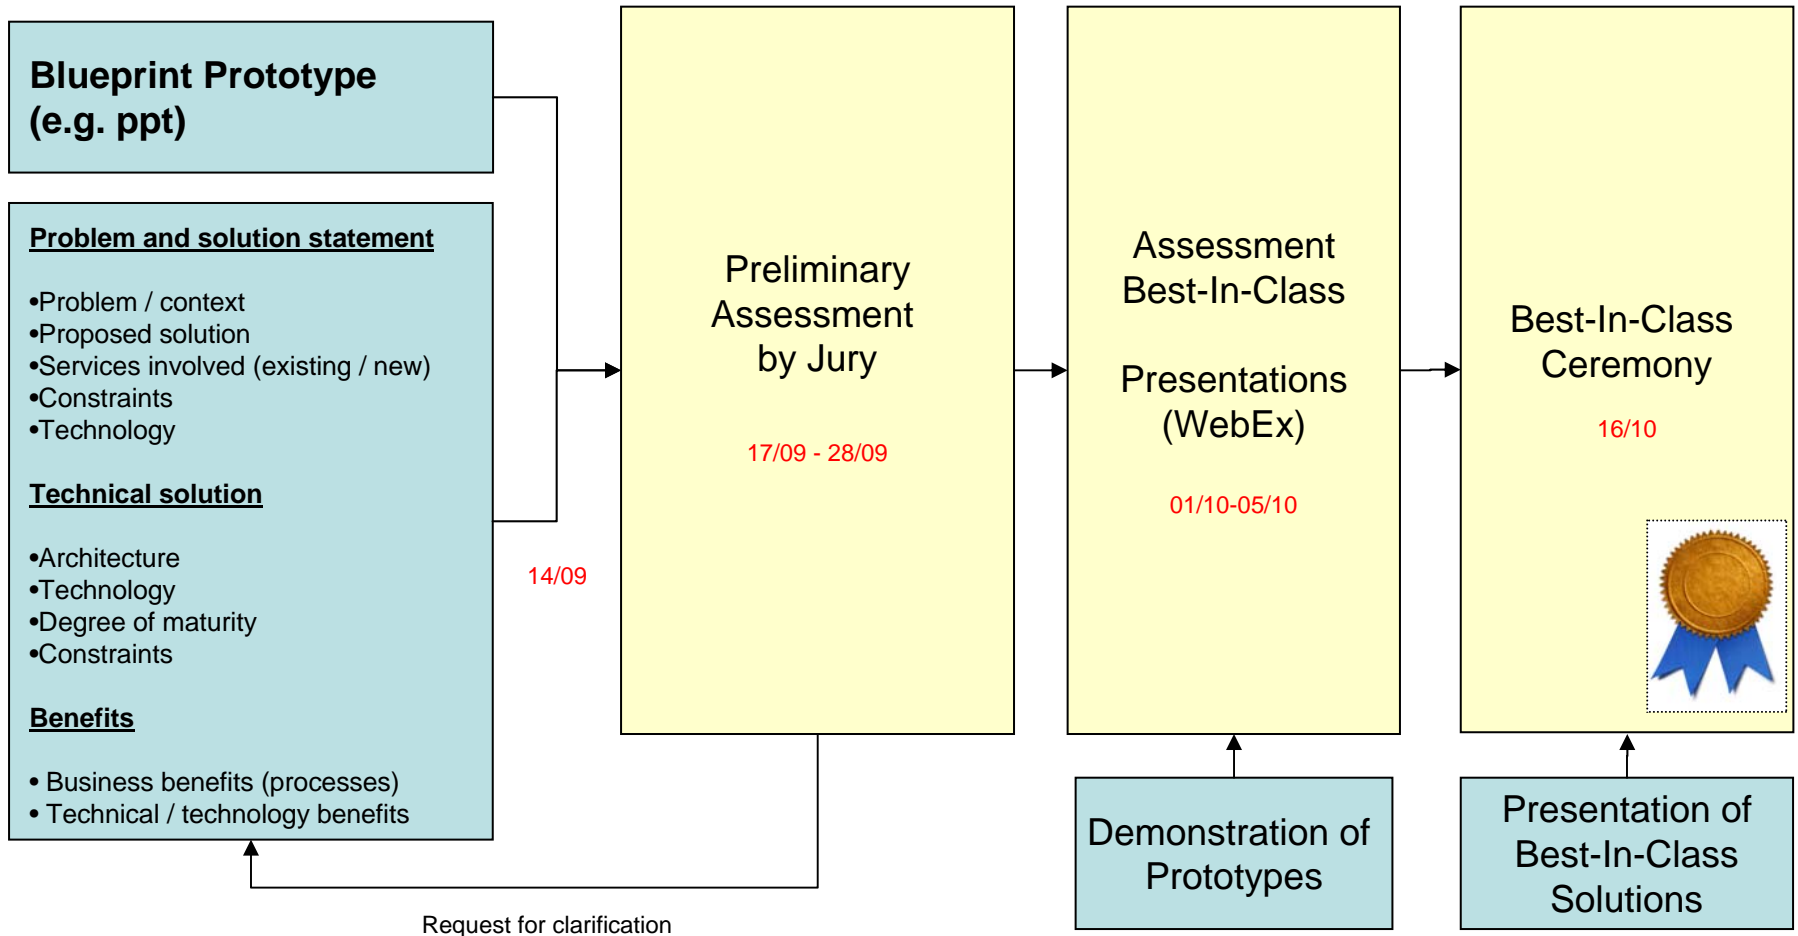 Blueprint Prototype
(e.g. ppt)
Problem and solution statement
•Problem / context
•Proposed solution
•Services involved (existing / new)
•Constraints
•Technology
Technical solution
•Architecture
•Technology
•Degree of maturity
•Constraints
Benefits
• Business benefits (processes)
• Technical / technology benefits
14/09
Request for clarification
Preliminary
Assessment
by Jury
17/09 - 28/09
Assessment
Best-In-Class
Presentations
(WebEx)
01/10-05/10
Demonstration of
Prototypes
Best-In-Class
Ceremony
16/10
Presentation of
Best-In-Class
Solutions